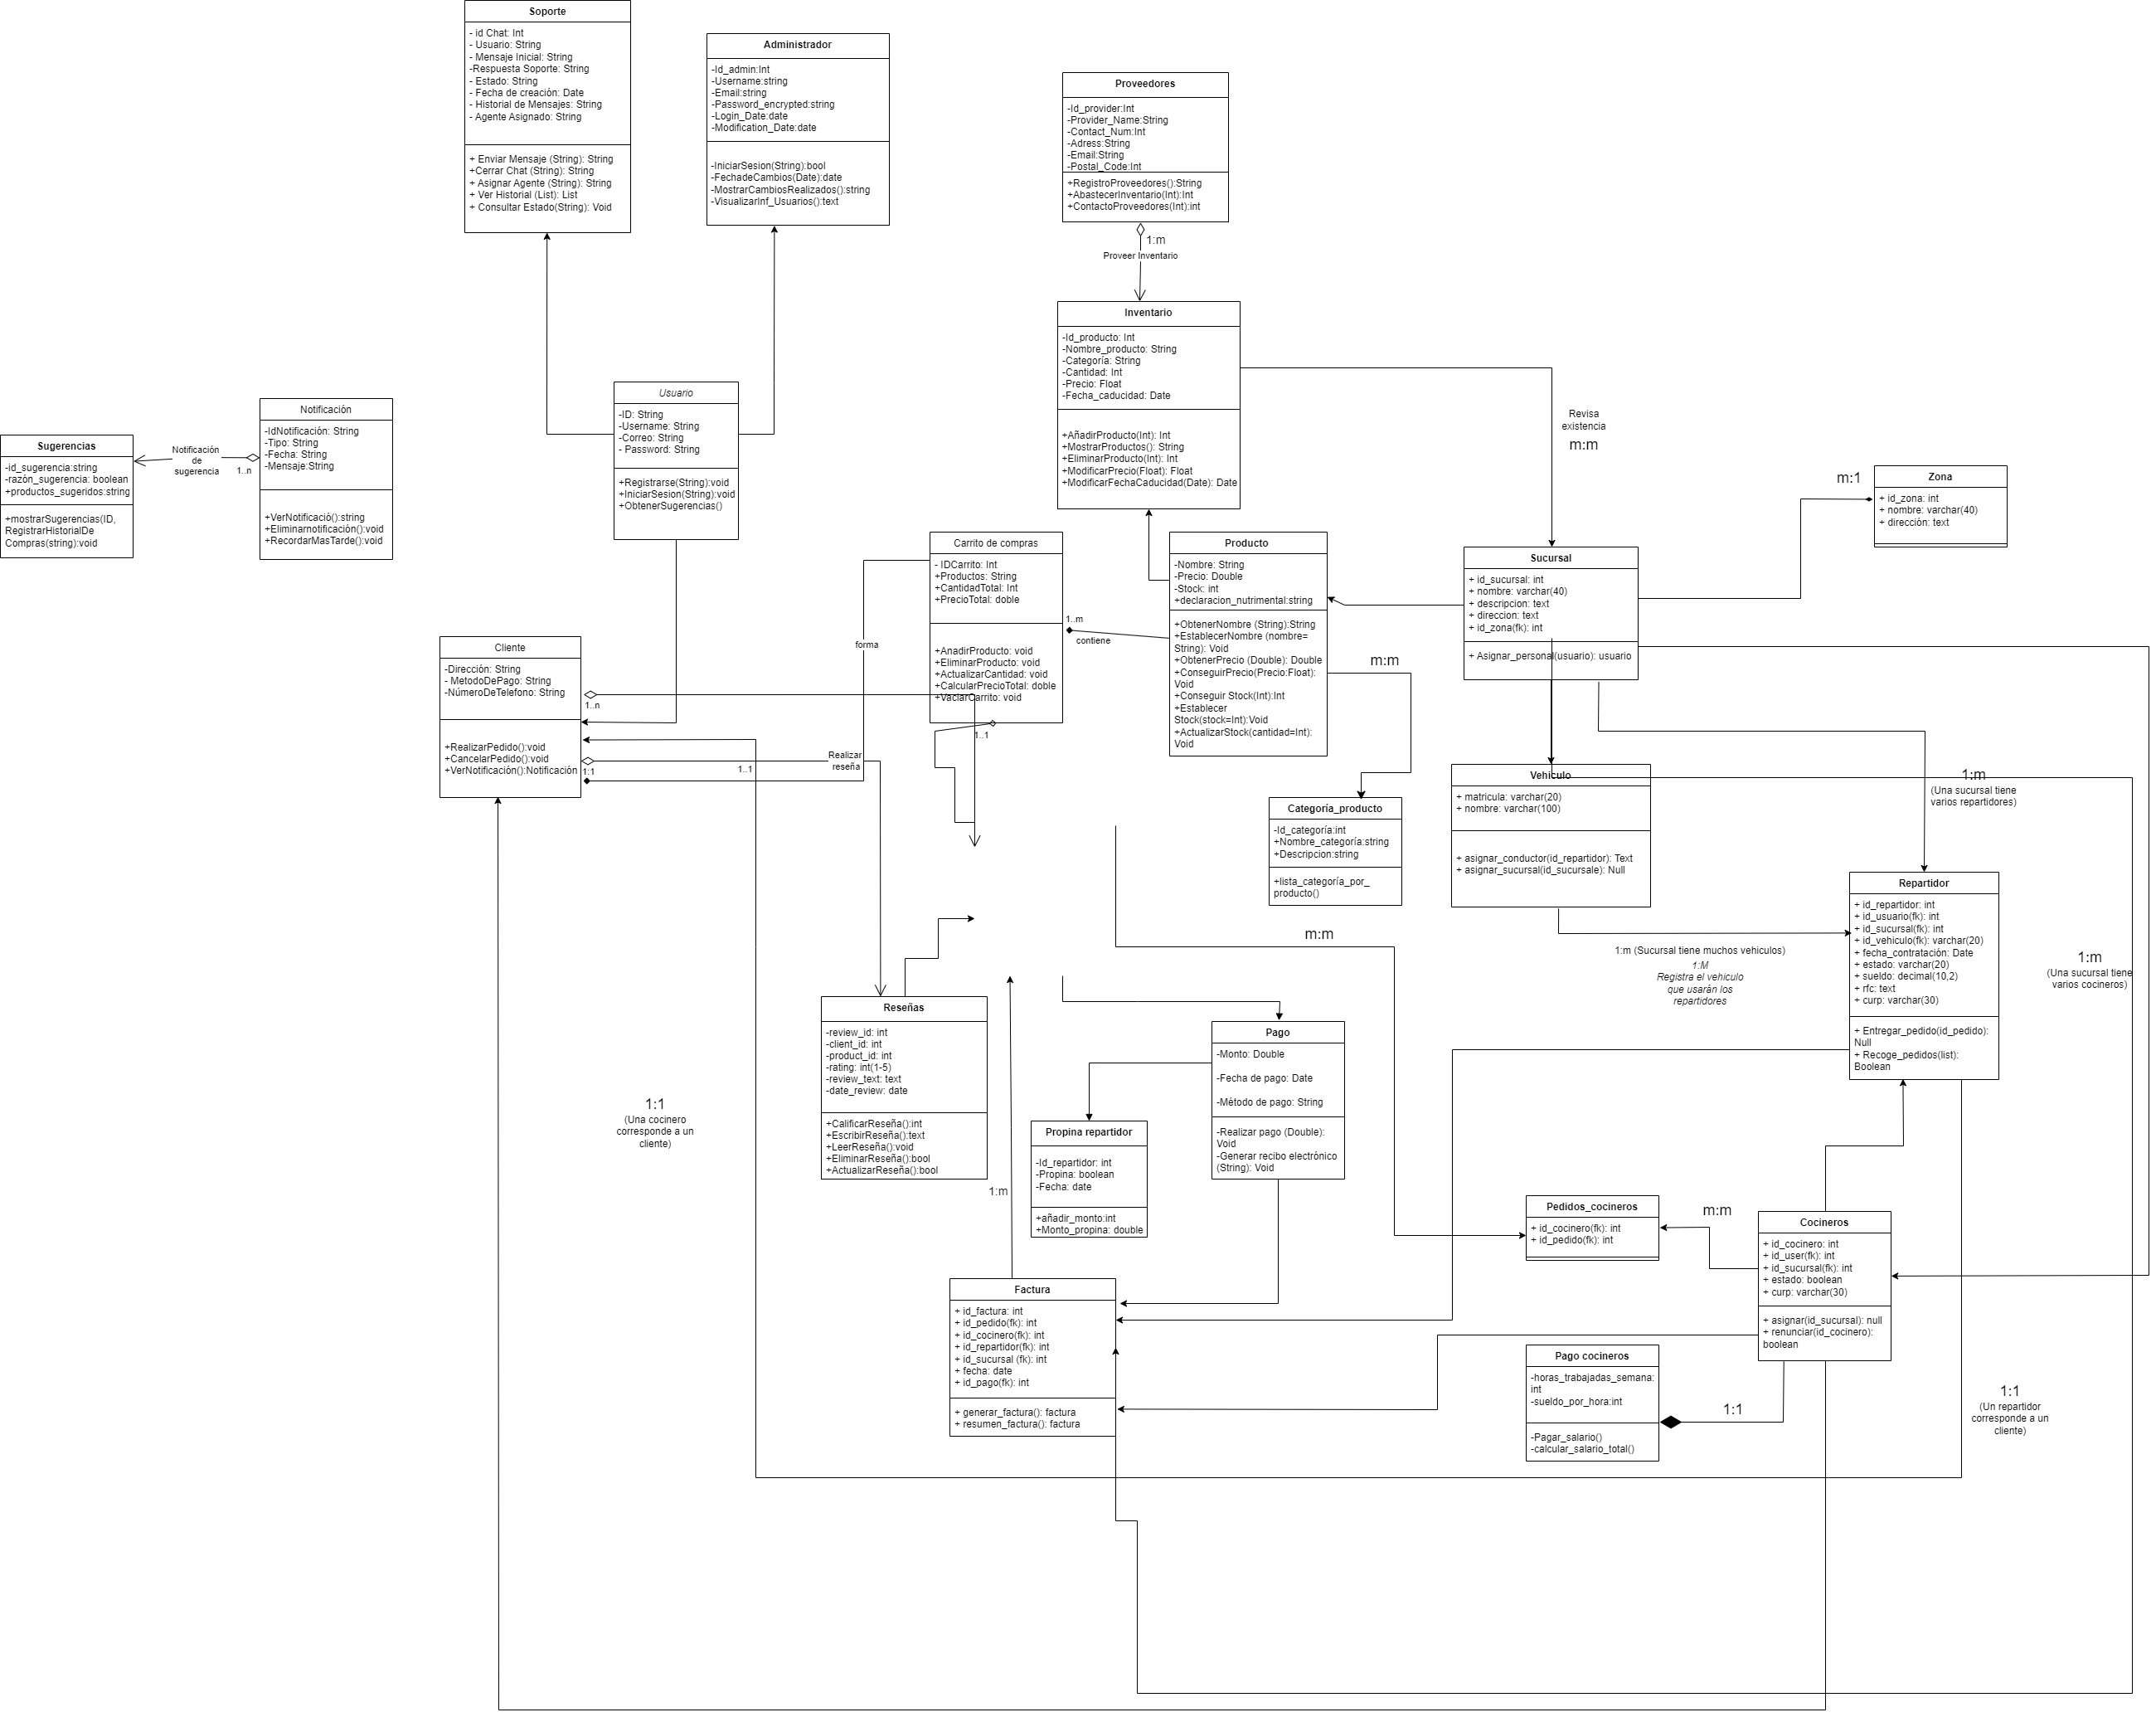 Soporte
- id Chat: Int
- Usuario: String
- Mensaje Inicial: String
-Respuesta Soporte: String
- Estado: String
- Fecha de creación: Date
- Historial de Mensajes: String
- Agente Asignado: String
+ Enviar Mensaje (String): String
+Cerrar Chat (String): String
+ Asignar Agente (String): String
+ Ver Historial (List): List
+ Consultar Estado(String): Void
Administrador
-Id_admin:Int
-Username:string
-Email:string
-Password_encrypted:string
-Login_Date:date
-Modification_Date:date
-IniciarSesion(String):bool
-FechadeCambios(Date):date
-MostrarCambiosRealizados():string
-VisualizarInf_Usuarios():text
Proveedores
-Id_provider:Int
-Provider_Name:String
-Contact_Num:Int
-Adress:String
-Email:String
-Postal_Code:Int
+RegistroProveedores():String
+AbastecerInventario(Int):Int
+ContactoProveedores(Int):int
1:m
Proveer Inventario
Inventario
-Id_producto: Int
-Nombre_producto: String
-Categoría: String
-Cantidad: Int
-Precio: Float
-Fecha_caducidad: Date
+AñadirProducto(Int): Int
+MostrarProductos(): String
+EliminarProducto(Int): Int
+ModificarPrecio(Float): Float
+ModificarFechaCaducidad(Date): Date
Revisa
existencia
m:m
Usuario
-ID: String
-Username: String
-Correo: String
- Password: String
+Registrarse(String):void
+IniciarSesion(String):void
+ObtenerSugerencias()
Notificación
-IdNotificación: String
-Tipo: String
-Fecha: String
-Mensaje:String
+VerNotificació():string
+Eliminarnotificación():void
+RecordarMasTarde():void
Notificación
de
sugerencia
1..n
Sugerencias
-id_sugerencia:string
-razón_sugerencia: boolean
+productos_sugeridos:string
+mostrarSugerencias(ID,
RegistrarHistorialDe
Compras(string):void
m:1
Zona
+ id_zona: int
+ nombre: varchar(40)
+ dirección: text
Carrito de compras
- IDCarrito: Int
+Productos: String
+CantidadTotal: Int
+PrecioTotal: doble
+AnadirProducto: void
+EliminarProducto: void
+ActualizarCantidad: void
+CalcularPrecioTotal: doble
+VaciarCarrito: void
1..1
forma
1..m
contiene
Producto
-Nombre: String
-Precio: Double
-Stock: int
+declaracion_nutrimental:string
+ObtenerNombre (String):String
+EstablecerNombre (nombre=
String): Void
+ObtenerPrecio (Double): Double
+ConseguirPrecio(Precio:Float):
Void
+Conseguir Stock(Int):Int
+Establecer
Stock(stock=Int):Void
+ActualizarStock(cantidad=Int):
Void
m:m
Sucursal
+ id_sucursal: int
+ nombre: varchar(40)
+ descripcion: text
+ direccion: text
+ id_zona(fk): int
+ Asignar_personal(usuario): usuario
Cliente
-Dirección: String
- MetodoDePago: String
-NúmeroDeTelefono: String
+RealizarPedido():void
+CancelarPedido():void
+VerNotificación():Notificación
1..n
1:1
1..1
Realizar
reseña
Categoría_producto
-Id_categoría:int
+Nombre_categoría:string
+Descripcion:string
+lista_categoría_por_
producto()
Vehiculo
+ matricula: varchar(20)
+ nombre: varchar(100)
+ asignar_conductor(id_repartidor): Text
+ asignar_sucursal(id_sucursale): Null
1:m
(Una sucursal tiene
varios repartidores)
Repartidor
+ id_repartidor: int
+ id_usuario(fk): int
+ id_sucursal(fk): int
+ id_vehiculo(fk): varchar(20)
+ fecha_contratación: Date
+ estado: varchar(20)
+ sueldo: decimal(10,2)
+ rfc: text
+ curp: varchar(30)
+ Entregar_pedido(id_pedido):
Null
+ Recoge_pedidos(list):
Boolean
m:m
1:m (Sucursal tiene muchos vehiculos)
1:M
Registra el vehiculo
que usarán los
repartidores
1:m
(Una sucursal tiene
varios cocineros)
Reseñas
-review_id: int
-client_id: int
-product_id: int
-rating: int(1-5)
-review_text: text
-date_review: date
+CalificarReseña():int
+EscribirReseña():text
+LeerReseña():void
+EliminarReseña():bool
+ActualizarReseña():bool
Pago
-Monto: Double
-Fecha de pago: Date
-Método de pago: String
-Realizar pago (Double):
Void
-Generar recibo electrónico
(String): Void
1:1
(Una cocinero
corresponde a un
cliente)
Propina repartidor
-Id_repartidor: int
-Propina: boolean
-Fecha: date
+añadir_monto:int
+Monto_propina: double
1:m
Pedidos_cocineros
+ id_cocinero(fk): int
+ id_pedido(fk): int
m:m
Cocineros
+ id_cocinero: int
+ id_user(fk): int
+ id_sucursal(fk): int
+ estado: boolean
+ curp: varchar(30)
+ asignar(id_sucursal): null
+ renunciar(id_cocinero):
boolean
Factura
+ id_factura: int
+ id_pedido(fk): int
+ id_cocinero(fk): int
+ id_repartidor(fk): int
+ id_sucursal (fk): int
+ fecha: date
+ id_pago(fk): int
+ generar_factura(): factura
+ resumen_factura(): factura
Pago cocineros
-horas_trabajadas_semana:
int
-sueldo_por_hora:int
-Pagar_salario()
-calcular_salario_total()
1:1
1:1
(Un repartidor
corresponde a un
cliente)